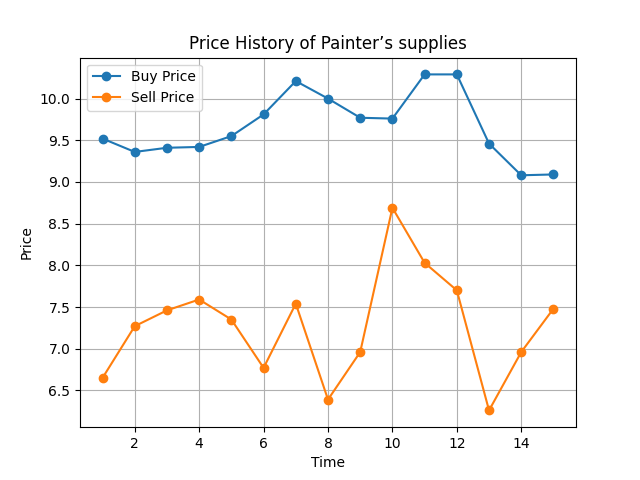 Price History of Painter’s supplies
Buy Price
Sell Price
Price
10.0
9.5
9.0
8.5
8.0
7.5
7.0
6.5
2 4 6 8 10 12 14
Time